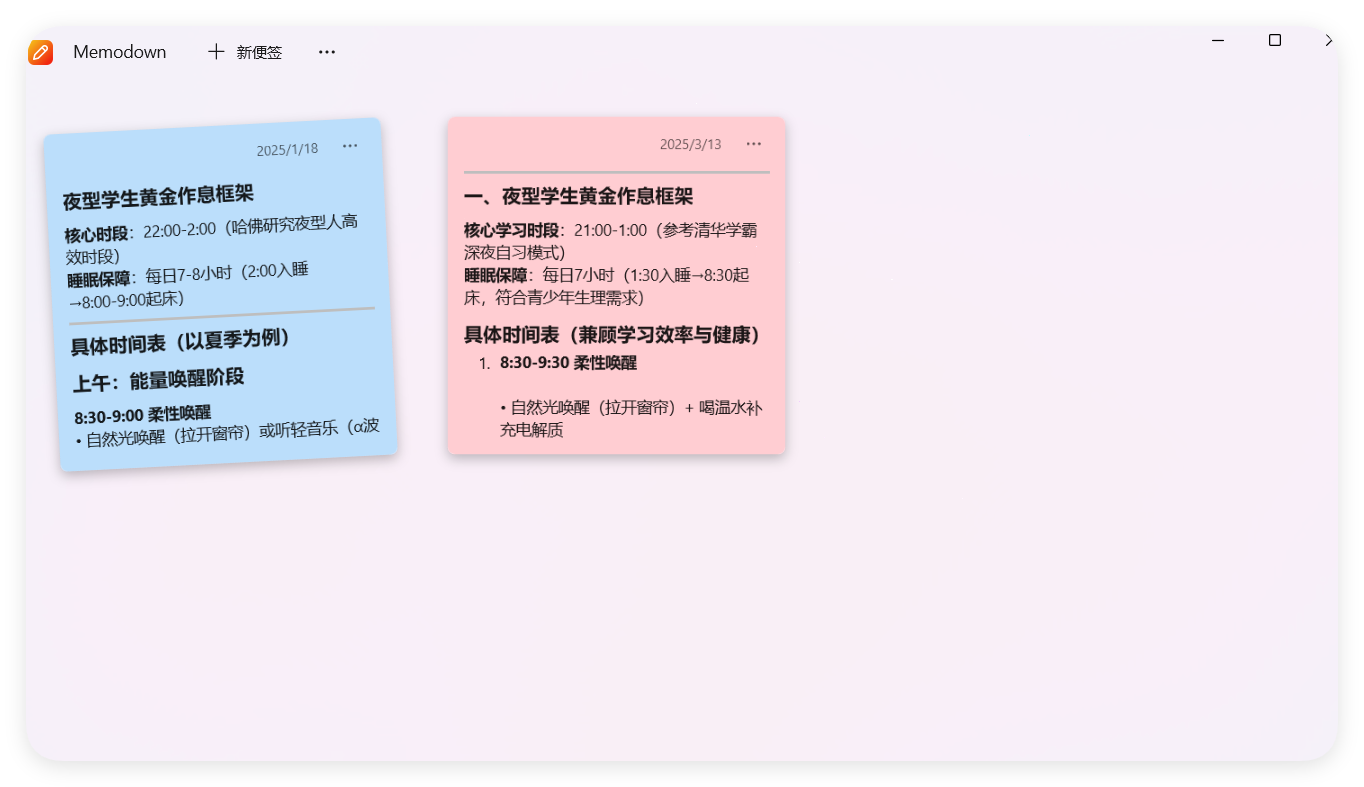 Memodown
新便签
2025/1/18
夜型学生黄金作息框架
核心时段：22:00-2:00（哈佛研究夜型人高
效时段）
睡眠保障：每日7-8小时（2:00入睡
→8:00-9:00起床）
具体时间表（以夏季为例）
上午：能量唤醒阶段
8:30-9:00 柔性唤醒
• 自然光唤醒（拉开窗帘）或听轻音乐（α波
2025/3/13
一、夜型学生黄金作息框架
核心学习时段：21:00-1:00（参考清华学霸
深夜自习模式）
睡眠保障：每日7小时（1:30入睡→8:30起
床，符合青少年生理需求）
具体时间表（兼顾学习效率与健康）
1. 8:30-9:30 柔性唤醒
• 自然光唤醒（拉开窗帘）+ 喝温水补
充电解质